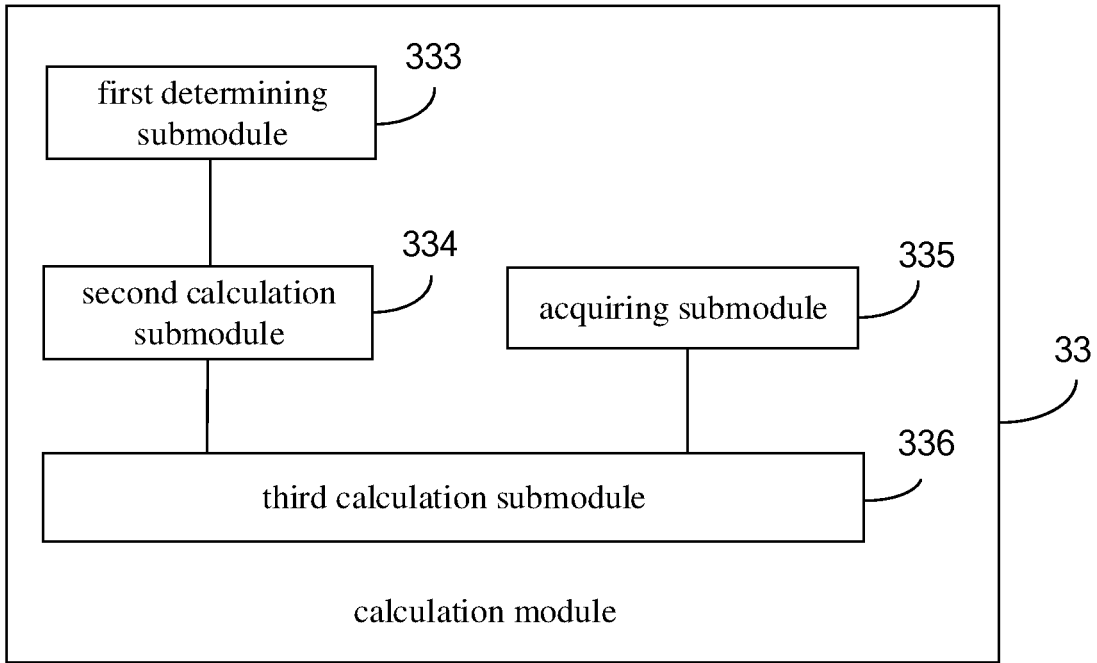 333
first determining
submodule
334
second calculation
submodule
335
acquiring submodule
33
336
third calculation submodule
calculation module